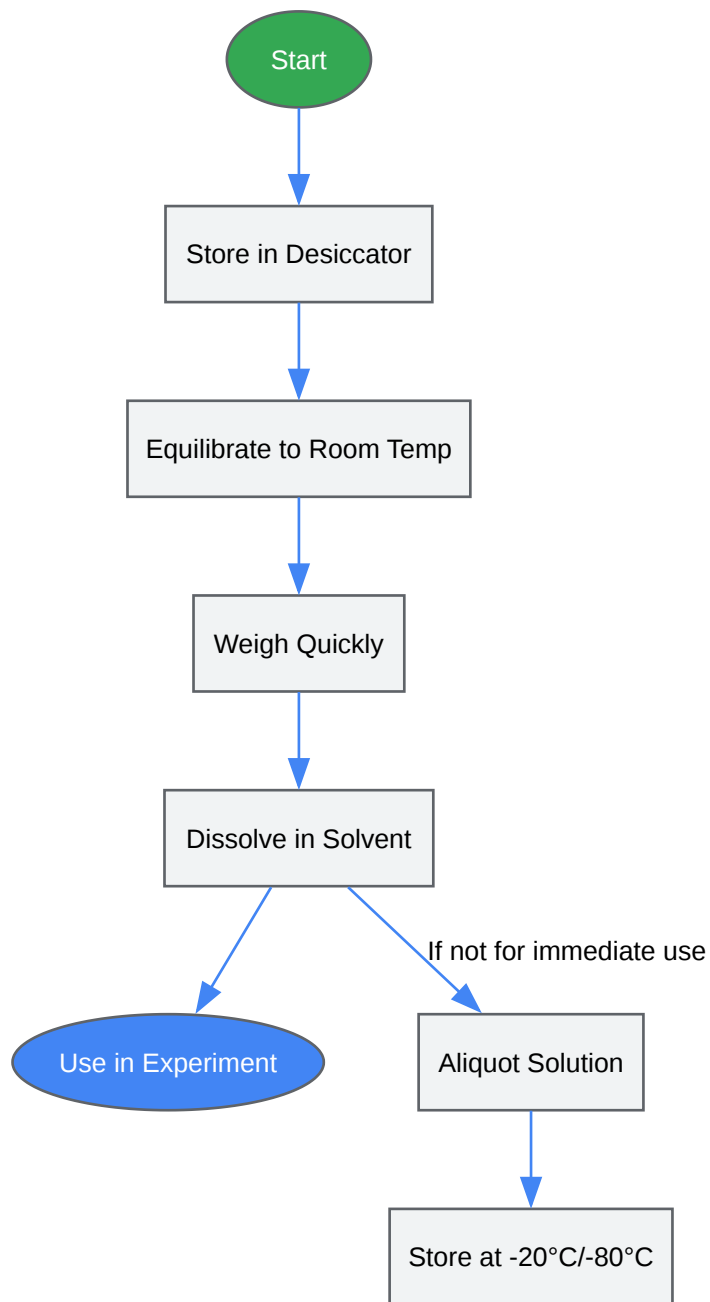 Start
Store in Desiccator
Equilibrate to Room Temp
Weigh Quickly
Dissolve in Solvent
If not for immediate use
Use in Experiment
Aliquot Solution
Store at -20°C/-80°C